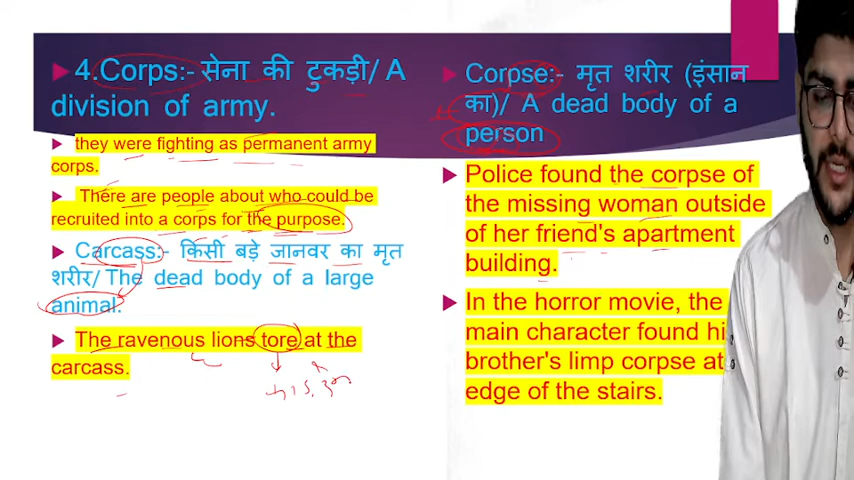 4.Corps:- सेना की टुकड़ी/ A
division of army.
they were fighting as permanent army
corps.
There are people about who could be
recruited into a corps for the purpose.
Carcass:- किसी बड़े जानवर का मृत
शरीर/ The dead body of a large
animal.
The ravenous lions tore at the
carcass.
Corpse:- मृत शरीर (इंसान
का)/ A dead body of a
person
Police found the corpse of
the missing woman outside
of her friend's apartment
building.
In the horror movie, the
main character found hi
brother's limp corpse at
edge of the stairs.